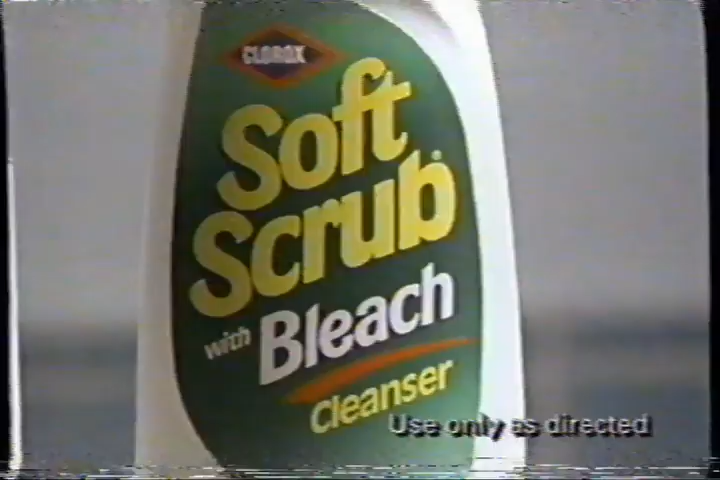 CLOROX
Soft
Scrub®
with Bleach
cleanser
Use only as directed